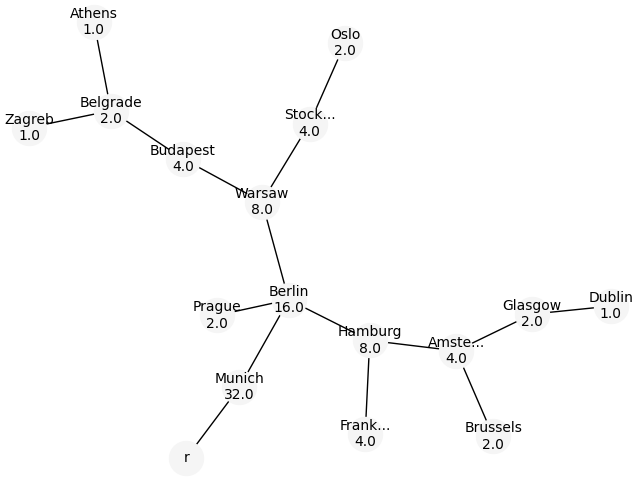 Athens
1.0
Oslo
2.0
Belgrade
2.0
Zagreb
1.0
Stock...
4.0
Budapest
4.0
Warsaw
8.0
Berlin
16.0
Prague
2.0
Glasgow
2.0
Dublin
1.0
Hamburg
8.0
Amste...
4.0
Munich
32.0
Frank...
4.0
Brussels
2.0
r